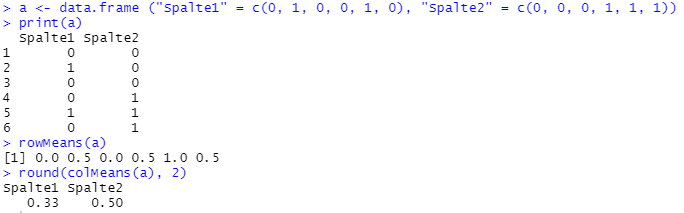 > a <- data.frame ("Spalte1" = c(0, 1, 0, 0, 1, 0), "Spalte2" = c(0, 0, 0, 1, 1, 1))
> print(a)
  Spalte1 Spalte2
1       0       0
2       1       0
3       0       0
4       0       1
5       1       1
6       0       1
> rowMeans(a)
[1] 0.0 0.5 0.0 0.5 1.0 0.5
> round(colMeans(a), 2)
Spalte1 Spalte2
   0.33    0.50